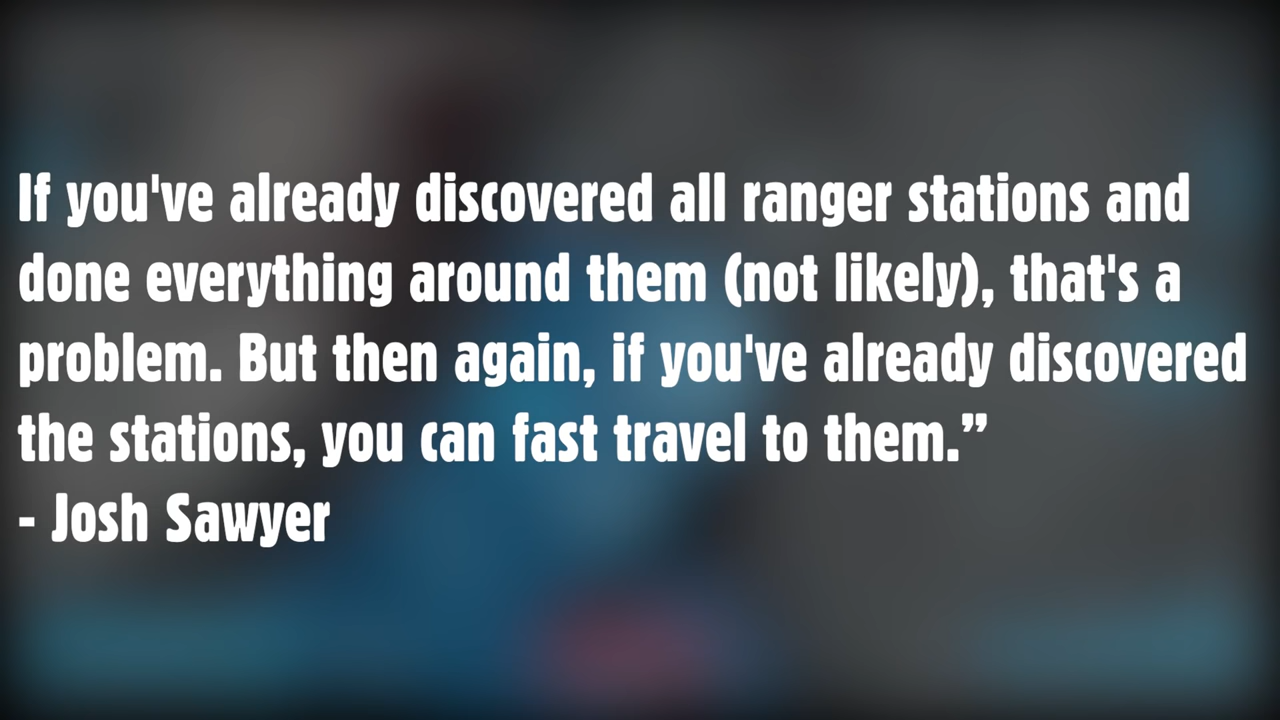 If you've already discovered all ranger stations and
done everything around them (not likely), that's a
problem. But then again, if you've already discovered
the stations, you can fast travel to them.”
- Josh Sawyer